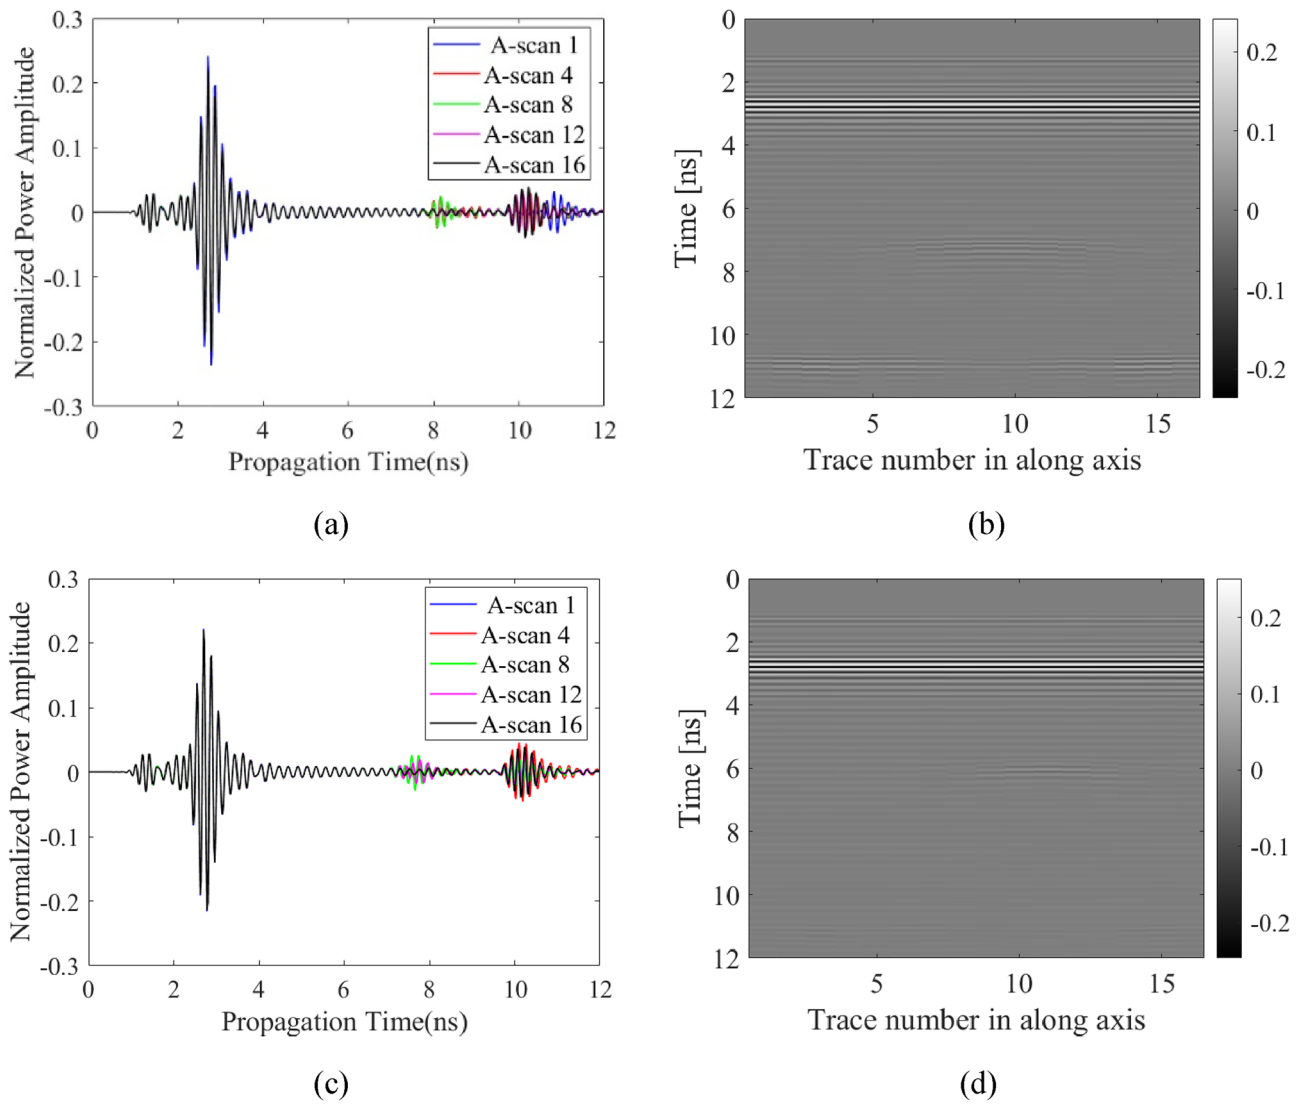 0.3
0.2
0.1
0
-0.1
-0.2
-0.3
Normalized Power Amplitude
A-scan 1
A-scan 4
A-scan 8
A-scan 12
A-scan 16
0 2 4 6 8 10 12
Propagation Time(ns)
(a)
0
2
4
6
8
10
12
Time [ns]
5 10 15
Trace number in along axis
0.2
0.1
0
-0.1
-0.2
(b)
0.3
0.2
0.1
0
-0.1
-0.2
-0.3
Normalized Power Amplitude
A-scan 1
A-scan 4
A-scan 8
A-scan 12
A-scan 16
0 2 4 6 8 10 12
Propagation Time(ns)
(c)
0
2
4
6
8
10
12
Time [ns]
5 10 15
Trace number in along axis
0.2
0.1
0
-0.1
-0.2
(d)